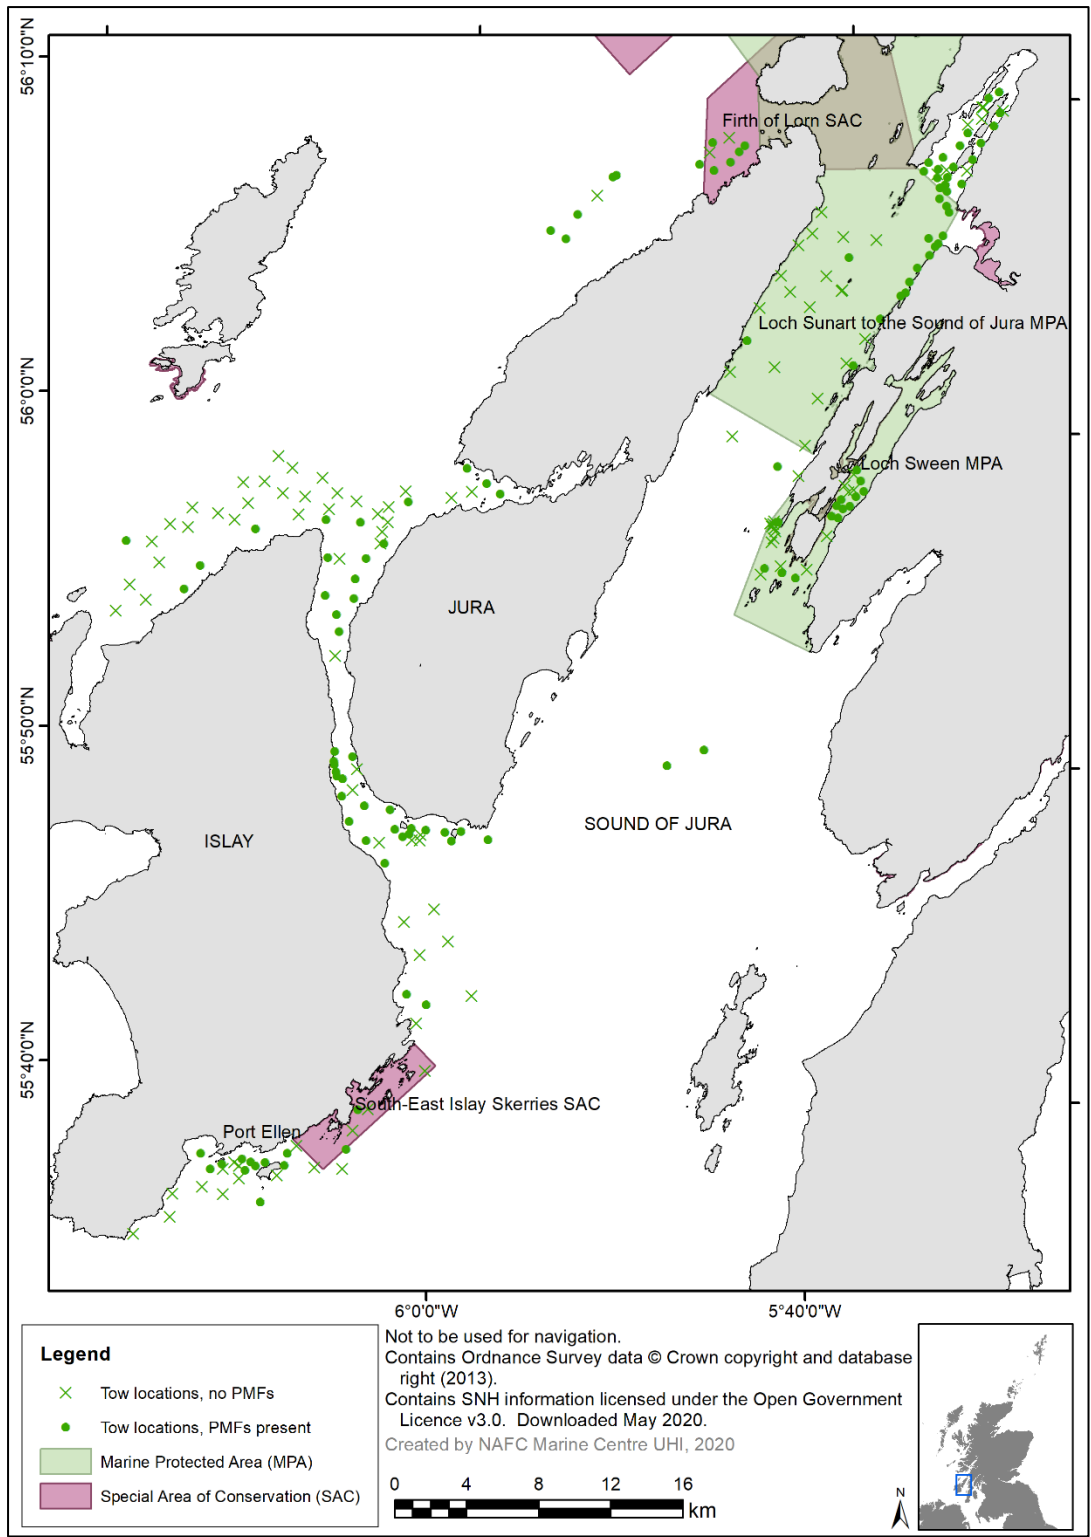 56°10'0"N
Firth of Lorn SAC
Loch Sunart to the Sound of Jura MPA
56°0'0"N
Loch Sween MPA
JURA
55°50'0"N
SOUND OF JURA
ISLAY
55°40'0"N
South-East Islay Skerries SAC
Port Ellen
6°0'0"W
5°40'0"W
Legend
Tow locations, no PMFs
Tow locations, PMFs present
Marine Protected Area (MPA)
Special Area of Conservation (SAC)
Not to be used for navigation.
Contains Ordnance Survey data © Crown copyright and database
right (2013).
Contains SNH information licensed under the Open Government
Licence v3.0. Downloaded May 2020.
Created by NAFC Marine Centre UHI, 2020
0 4 8 12 16
km
N